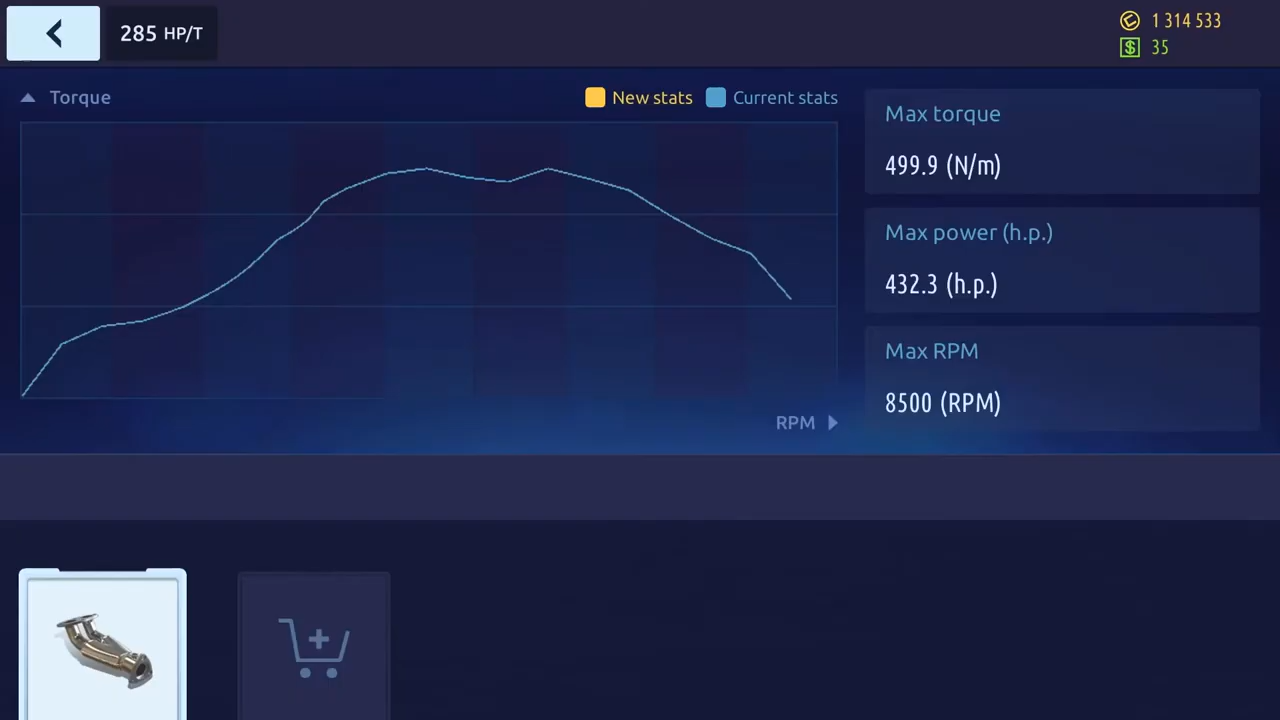 285 HP/T
1 314 533
35
Torque
New stats
Current stats
Max torque
499.9 (N/m)
Max power (h.p.)
432.3 (h.p.)
Max RPM
8500 (RPM)
RPM